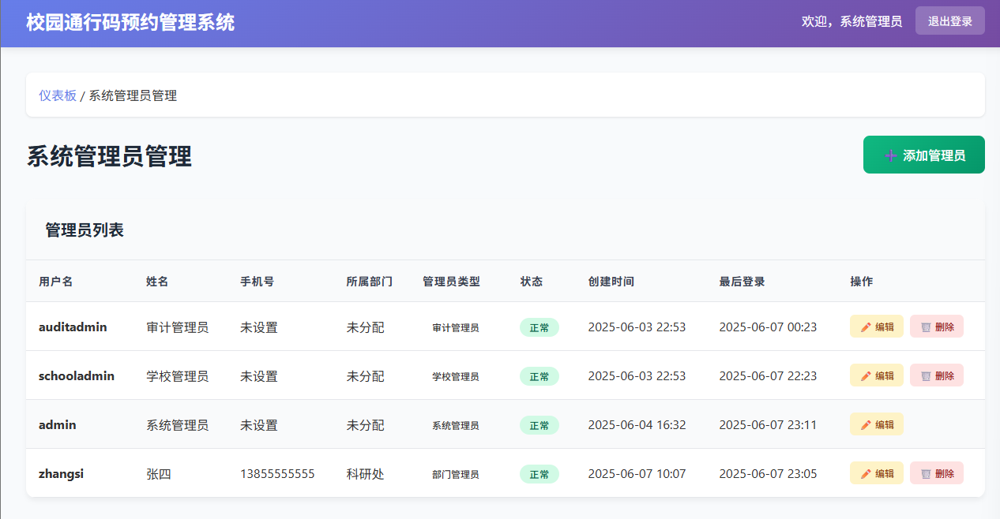 校园通行码预约管理系统
欢迎，系统管理员 退出登录
仪表板 / 系统管理员管理
系统管理员管理
添加管理员
管理员列表
用户名 姓名 手机号 所属部门 管理员类型 状态 创建时间 最后登录 操作
auditadmin 审计管理员 未设置 未分配 审计管理员 正常 2025-06-03 22:53 2025-06-07 00:23 编辑 删除
schooladmin 学校管理员 未设置 未分配 学校管理员 正常 2025-06-03 22:53 2025-06-07 22:23 编辑 删除
admin 系统管理员 未设置 未分配 系统管理员 正常 2025-06-04 16:32 2025-06-07 23:11 编辑
zhangsi 张四 13855555555 科研处 部门管理员 正常 2025-06-07 10:07 2025-06-07 23:05 编辑 删除